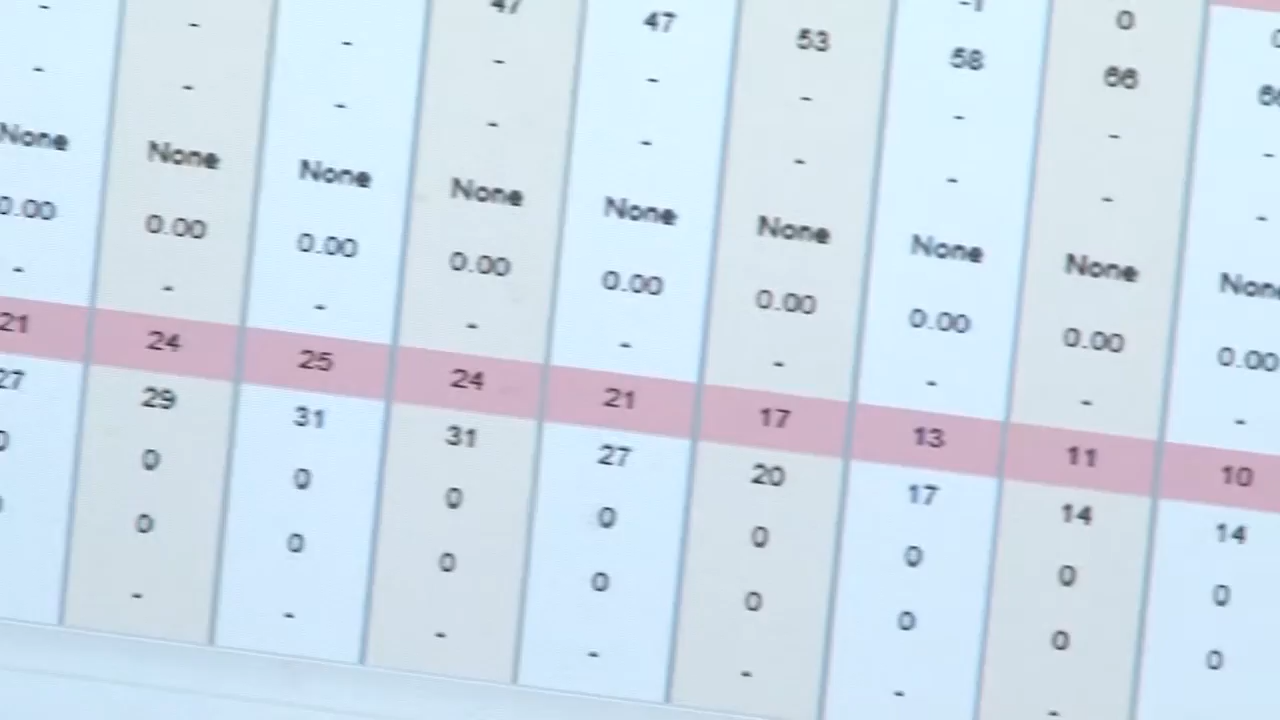 -1 0
47 47 53 58 66
- - - - - - - - -
- - - - - - - - -
None None None None None None None None None
0.00 0.00 0.00 0.00 0.00 0.00 0.00 0.00 0.00
- - - - - - - - -
21 24 25 24 21 17 13 11 10
27 29 31 31 27 20 17 14 14
0 0 0 0 0 0 0 0 0
0 0 0 0 0 0 0 0
- - - - - - -